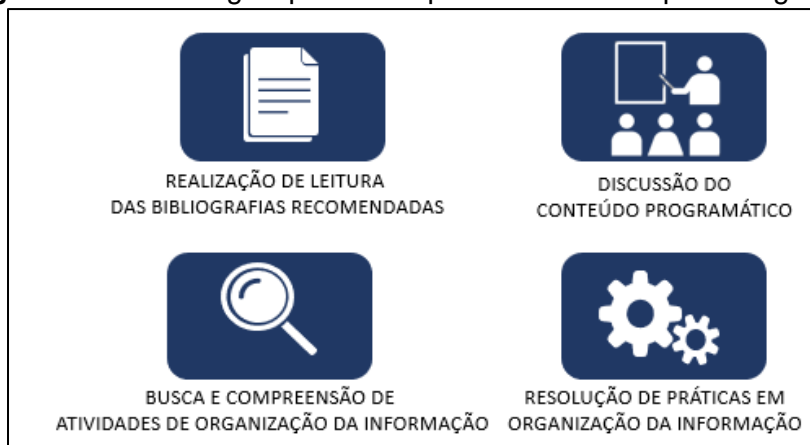 REALIZAÇÃO DE LEITURA
DAS BIBLIOGRAFIAS RECOMENDADAS
DISCUSSÃO DO
CONTEÚDO PROGRAMÁTICO
BUSCA E COMPREENSÃO DE
ATIVIDADES DE ORGANIZAÇÃO DA INFORMAÇÃO
RESOLUÇÃO DE PRÁTICAS EM
ORGANIZAÇÃO DA INFORMAÇÃO